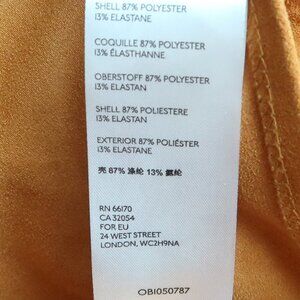 SHELL 87% POLYESTER
13% ELASTANE
COQUILLE 87% POLYESTER
13% ÉLASTHANNE
OBERSTOFF 87% POLYESTER
13% ELASTAN
SHELL 87% POLIESTERE
13% ELASTAN
EXTERIOR 87% POLIÉSTER
13% ELASTANE
壳 87% 涤纶 13% 氨纶
RN 66170
CA 32054
FOR EU
24 WEST STREET
LONDON, WC2H9NA
OBI050787